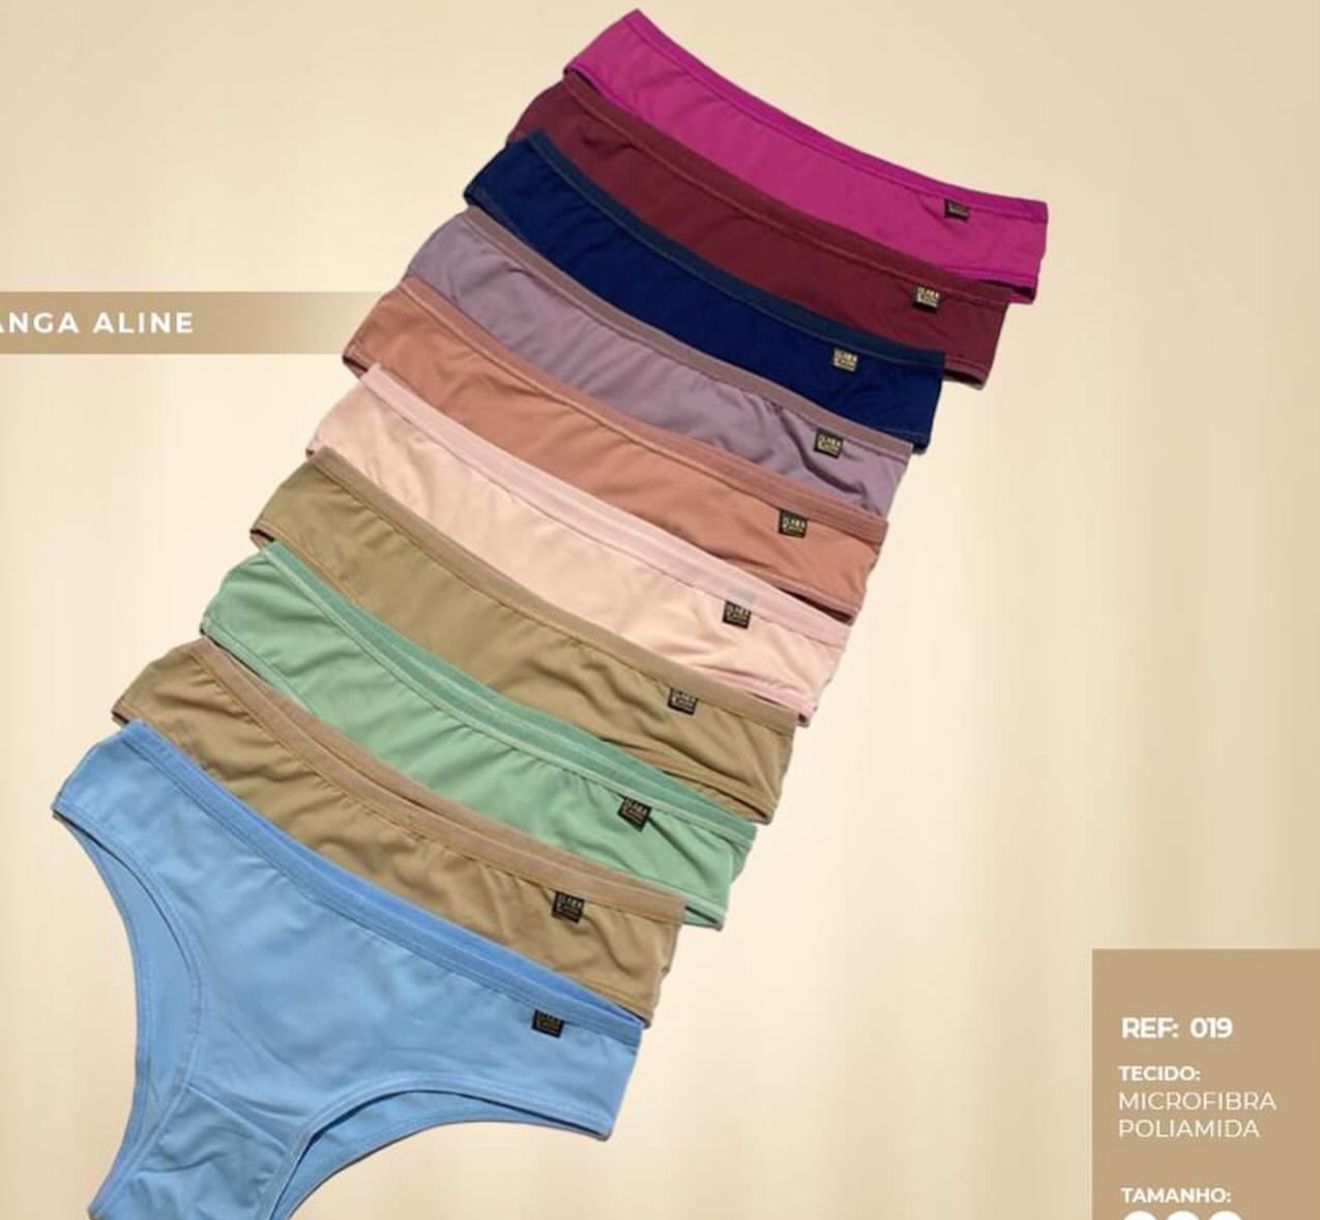 ANGA ALINE
REF: 019
TECIDO:
MICROFIBRA
POLIAMIDA
TAMANHO: